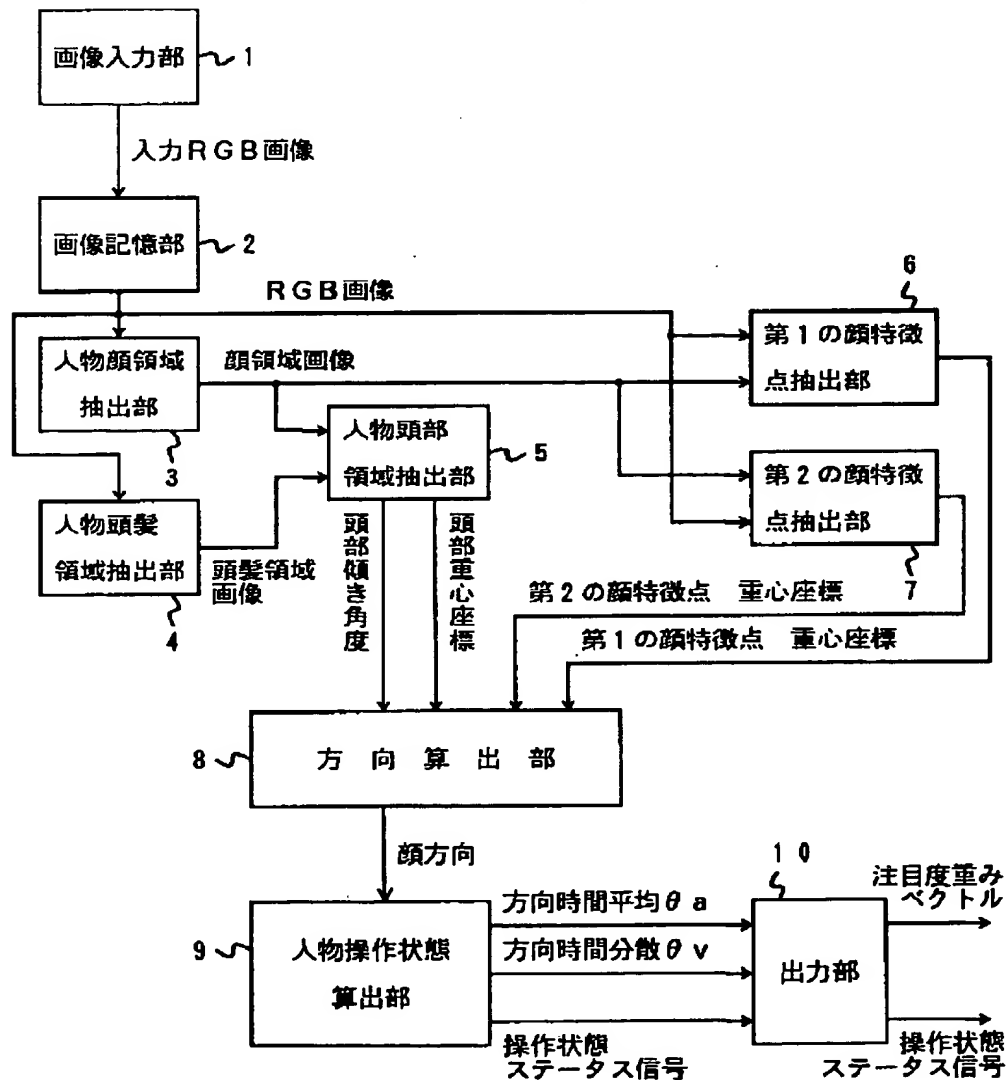 画像入力部
1
入力RGB画像
画像記憶部
2
RGB画像
6
人物顔領域
抽出部
3
顔領域画像
第1の顔特徴
点抽出部
人物頭部
領域抽出部
5
第2の顔特徴
点抽出部
7
人物頭髪
領域抽出部
4
頭髪領域
画像
頭部傾き角度
頭部重心座標
第2の顔特徴点 重心座標
第1の顔特徴点 重心座標
8
方向算出部
顔方向
10
9
人物操作状態
算出部
方向時間平均θa
方向時間分散θv
操作状態
ステータス信号
出力部
注目度重み
ベクトル
操作状態
ステータス信号